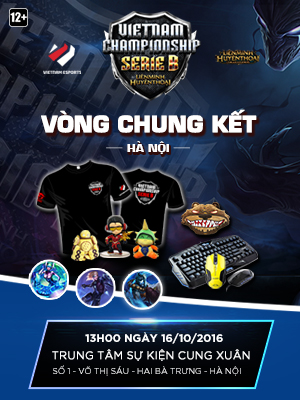 12+
VIETNAM
CHAMPIONSHIP
SERIE B
LIÊN MINH
HUYỀN THOẠI
VIETNAM ESPORTS
LIÊN MINH
HUYỀN THOẠI
VÒNG CHUNG KẾT
HÀ NỘI
VIETNAM
CHAMPIONSHIP
13H00 NGÀY 16/10/2016
TRUNG TÂM SỰ KIỆN CUNG XUÂN
SỐ 1 - VÕ THỊ SÁU - HAI BÀ TRƯNG - HÀ NỘI